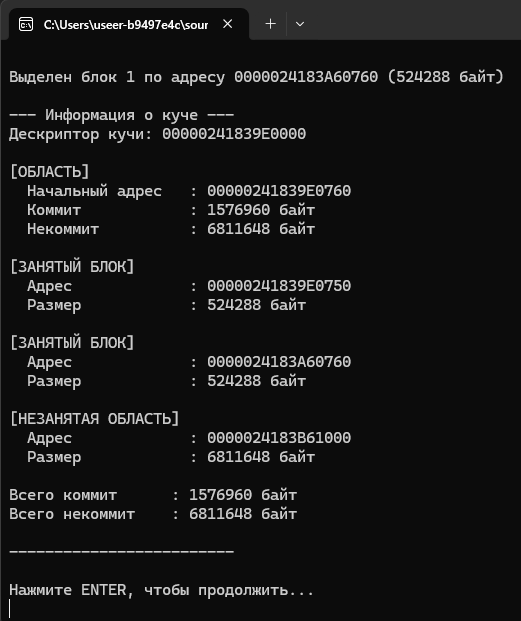 C:\Users\useer-b9497e4c\sour
Выделен блок 1 по адресу 0000024183A60760 (524288 байт)
--- Информация о куче ---
Дескриптор кучи: 00000241839E0000
[ОБЛАСТЬ]
Начальный адрес : 00000241839E0760
Коммит : 1576960 байт
Некоммит : 6811648 байт
[ЗАНЯТЫЙ БЛОК]
Адрес : 00000241839E0750
Размер : 524288 байт
[ЗАНЯТЫЙ БЛОК]
Адрес : 0000024183A60760
Размер : 524288 байт
[НЕЗАНЯТАЯ ОБЛАСТЬ]
Адрес : 0000024183B61000
Размер : 6811648 байт
Всего коммит : 1576960 байт
Всего некоммит : 6811648 байт
-------------------------
Нажмите ENTER, чтобы продолжить...